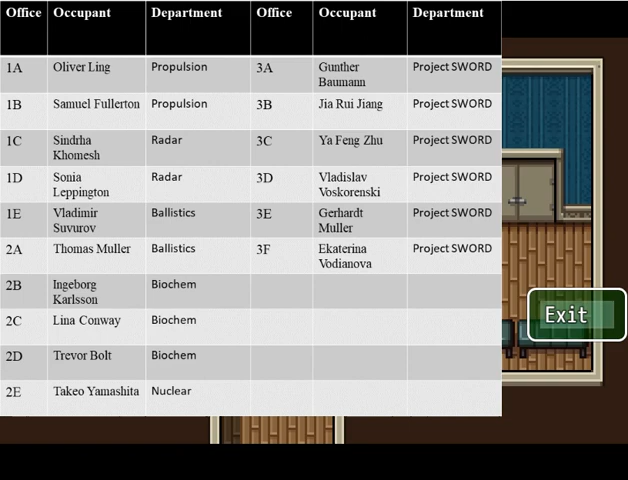 Office Occupant Department Office Occupant Department
1A Oliver Ling Propulsion 3A Gunther Baumann Project SWORD
1B Samuel Fullerton Propulsion 3B Jia Rui Jiang Project SWORD
1C Sindrha Khomesh Radar 3C Ya Feng Zhu Project SWORD
1D Sonia Leppington Radar 3D Vladislav Voskorenski Project SWORD
1E Vladimir Suvurov Ballistics 3E Gerhardt Muller Project SWORD
2A Thomas Muller Ballistics 3F Ekaterina Vodianova Project SWORD
2B Ingeborg Karlsson Biochem
2C Lina Conway Biochem
2D Trevor Bolt Biochem
2E Takeo Yamashita Nuclear
Exit